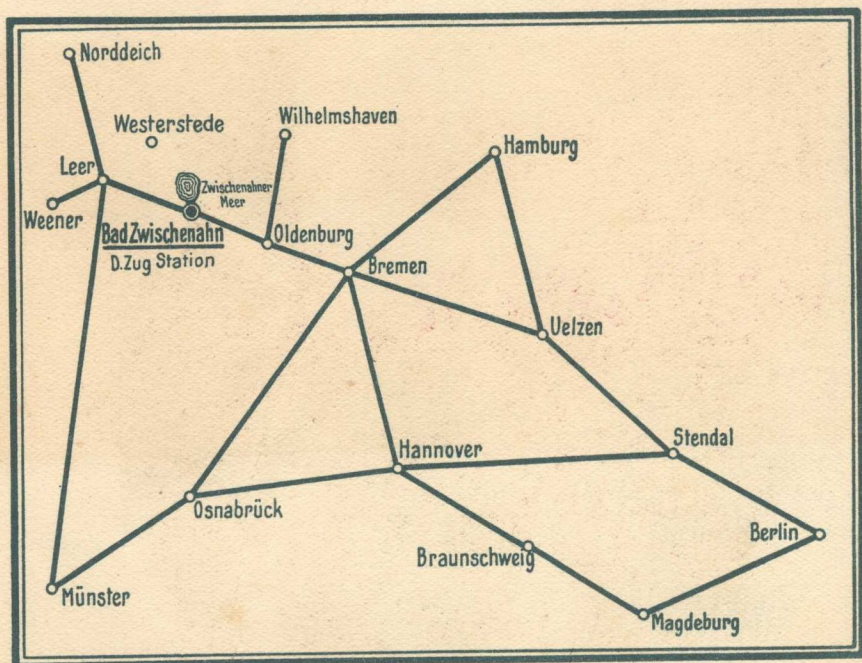 Norddeich
Westerstede
Wilhelmshaven
Hamburg
Leer
Zwischenahner
Meer
Weener
Bad Zwischenahn
D.Zug Station
Oldenburg
Bremen
Uelzen
Hannover
Stendal
Osnabrück
Berlin
Braunschweig
Münster
Magdeburg